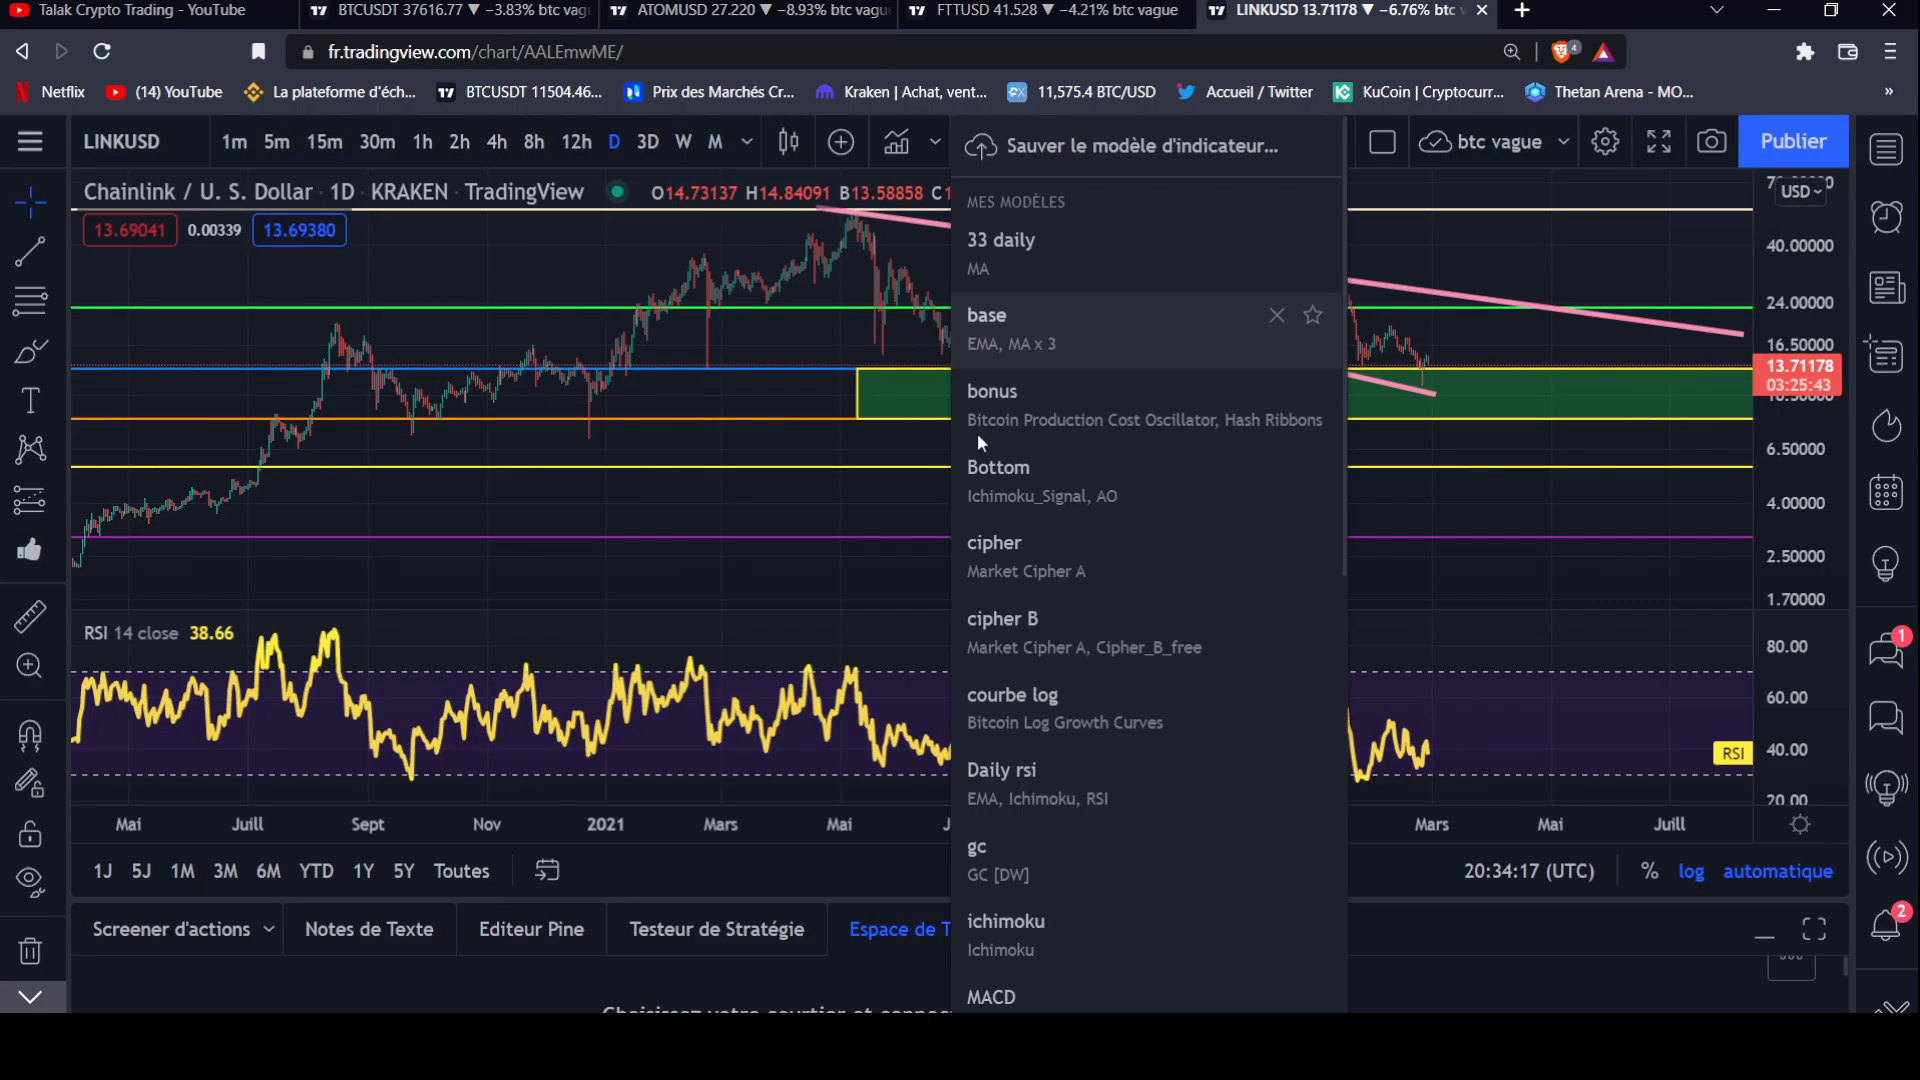 Talak Crypto Trading - YouTube
BTCUSDT 37616.77 ▼ −3.83% btc vagu
ATOMUSD 27.220 ▼ −8.93% btc vague
FTTUSD 41.528 ▼ −4.21% btc vague
LINKUSD 13.71178 ▼ −6.76% btc
fr.tradingview.com/chart/AALEmwME/
4
Netflix
(14) YouTube
La plateforme d'éch...
BTCUSDT 11504.46...
Prix des Marchés Cr...
Kraken | Achat, vent...
11,575.4 BTC/USD
Accueil / Twitter
KuCoin | Cryptocurr...
Thetan Arena - MO...
»
LINKUSD
1m 5m 15m 30m 1h 2h 4h 8h 12h D 3D W M
Sauver le modèle d'indicateur...
btc vague
Publier
Chainlink / U. S. Dollar · 1D · KRAKEN · TradingView
O14.73137 H14.84091 B13.58858 C1
13.69041 0.00339 13.69380
USD
40.00000
24.00000
16.50000
13.71178
03:25:43
6.50000
4.00000
2.50000
1.70000
MES MODÈLES
33 daily
MA
base
EMA, MA x 3
bonus
Bitcoin Production Cost Oscillator, Hash Ribbons
Bottom
Ichimoku_Signal, AO
cipher
Market Cipher A
cipher B
Market Cipher A, Cipher_B_free
courbe log
Bitcoin Log Growth Curves
Daily rsi
EMA, Ichimoku, RSI
gc
GC [DW]
ichimoku
Ichimoku
MACD
RSI 14 close 38.66
80.00
60.00
RSI
40.00
20.00
Mai Juill Sept Nov 2021 Mars Mai
Mars Mai Juill
1J 5J 1M 3M 6M YTD 1Y 5Y Toutes
20:34:17 (UTC)
% log automatique
Screener d'actions
Notes de Texte
Editeur Pine
Testeur de Stratégie
Espace de T
1
2